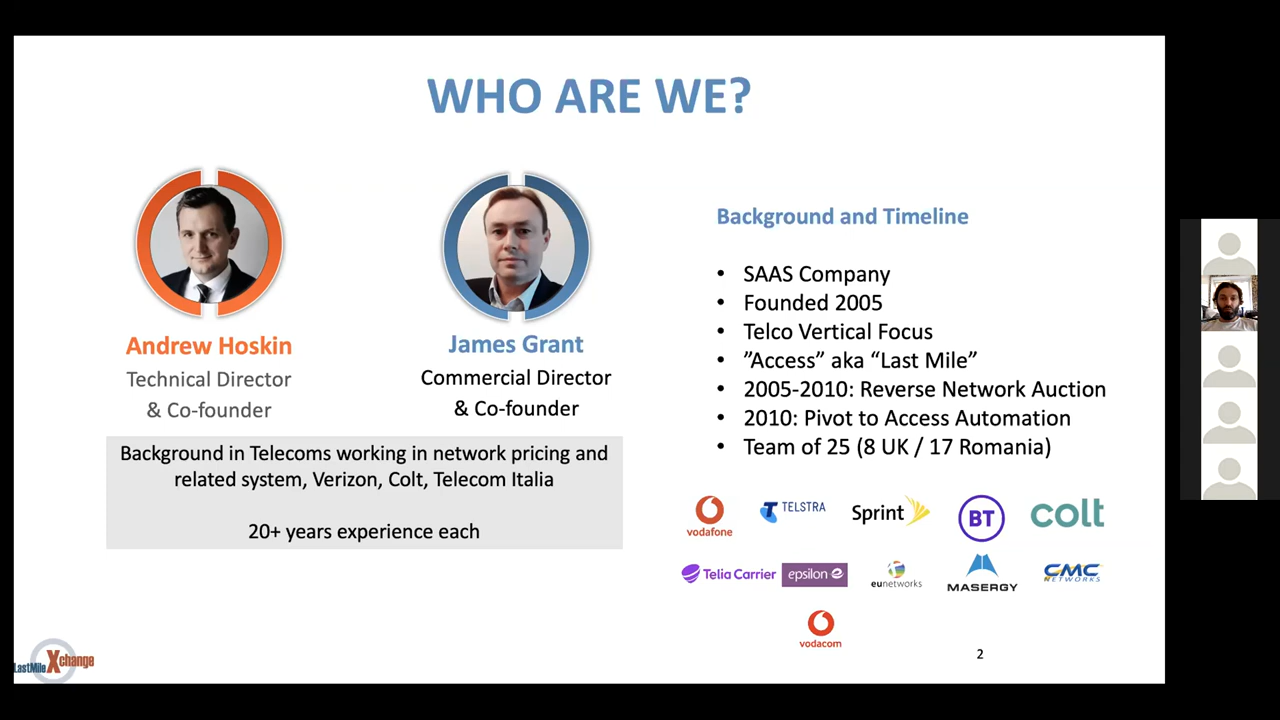 WHO ARE WE?
Andrew Hoskin
Technical Director
& Co-founder
James Grant
Commercial Director
& Co-founder
Background in Telecoms working in network pricing and
related system, Verizon, Colt, Telecom Italia
20+ years experience each
Background and Timeline
• SAAS Company
• Founded 2005
• Telco Vertical Focus
• ”Access” aka “Last Mile”
• 2005-2010: Reverse Network Auction
• 2010: Pivot to Access Automation
• Team of 25 (8 UK / 17 Romania)
vodafone
TELSTRA
Sprint
BT
colt
Telia Carrier
epsilon e
eunetworks
MASERGY
CMC
NETWORKS
vodacom
LastMileXchange
2